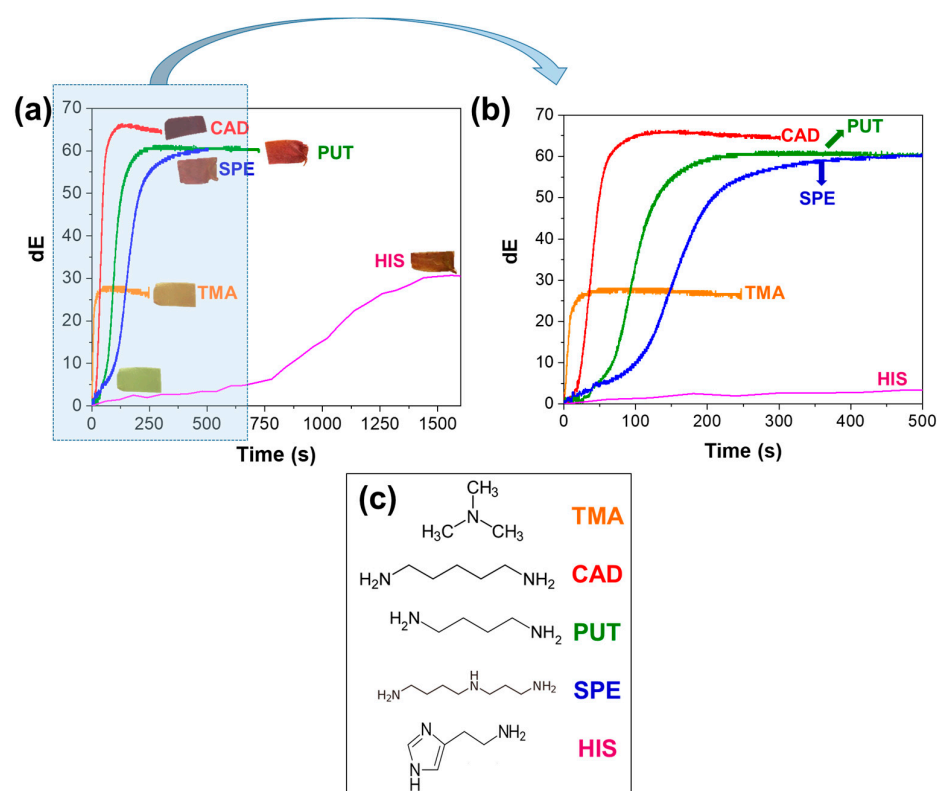 (a)
70
60
50
40
30
20
10
0
dE
0 250 500 750 1000 1250 1500
Time (s)
CAD
PUT
SPE
HIS
TMA
(b)
70
60
50
40
30
20
10
0
dE
0 100 200 300 400 500
Time (s)
PUT
CAD
SPE
TMA
HIS
(c)
CH3
N
H3C CH3
TMA
H2N NH2
CAD
H2N
NH2
PUT
H
H2N N NH2
SPE
N NH2
N
H
HIS